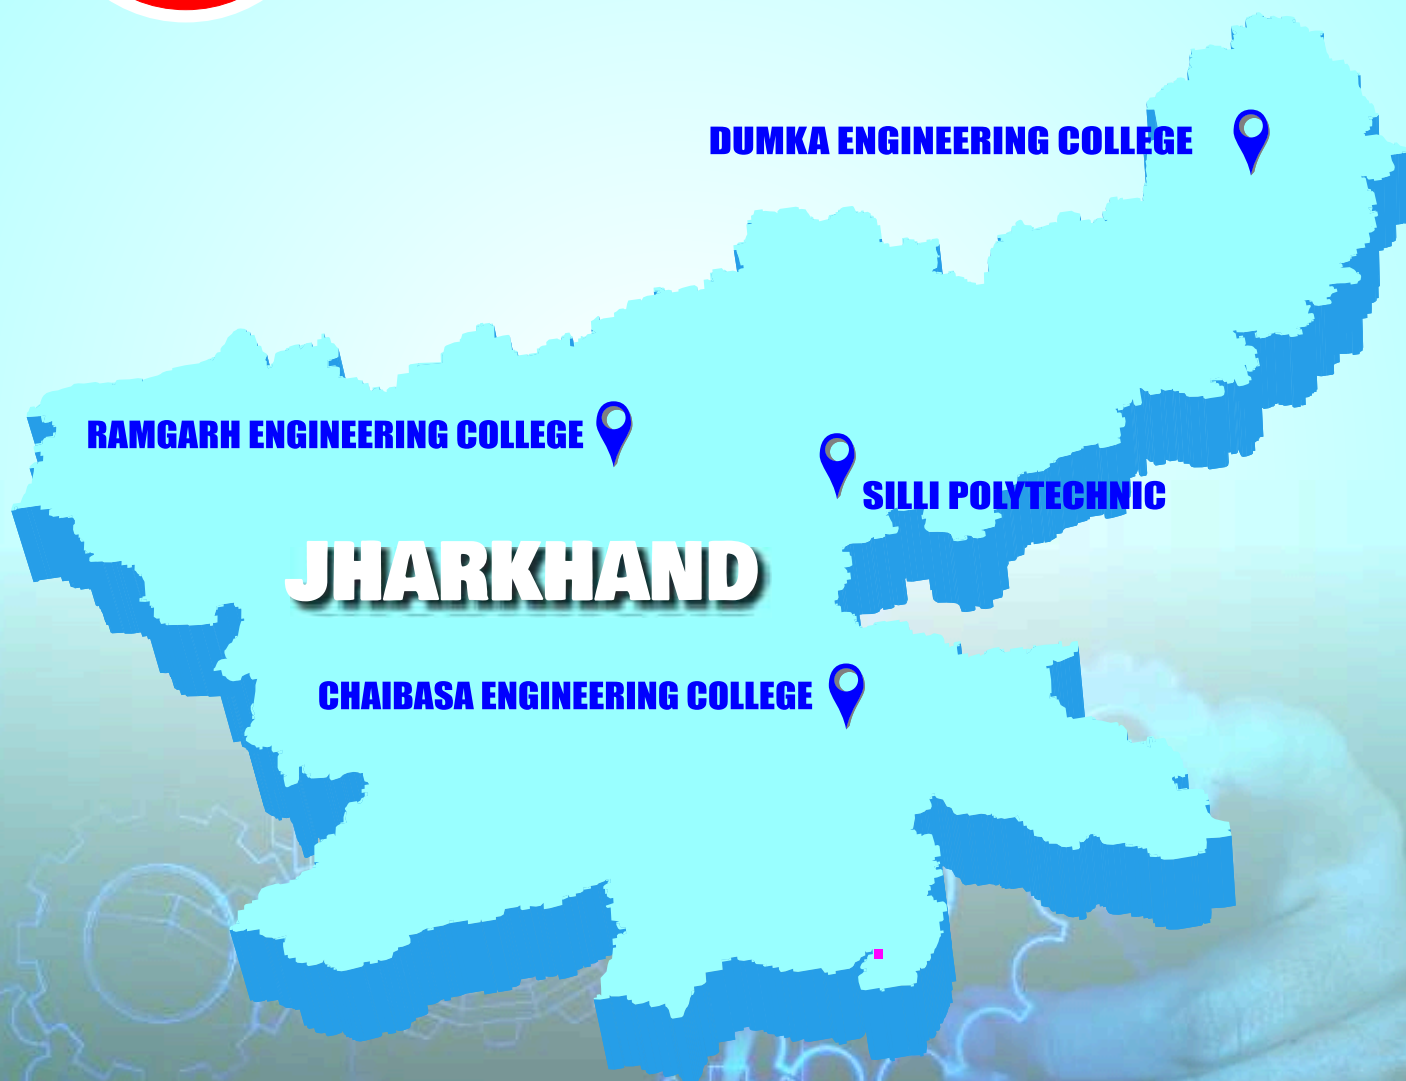 DUMKA ENGINEERING COLLEGE
RAMGARH ENGINEERING COLLEGE
SILLI POLYTECHNIC
JHARKHAND
CHAIBASA ENGINEERING COLLEGE